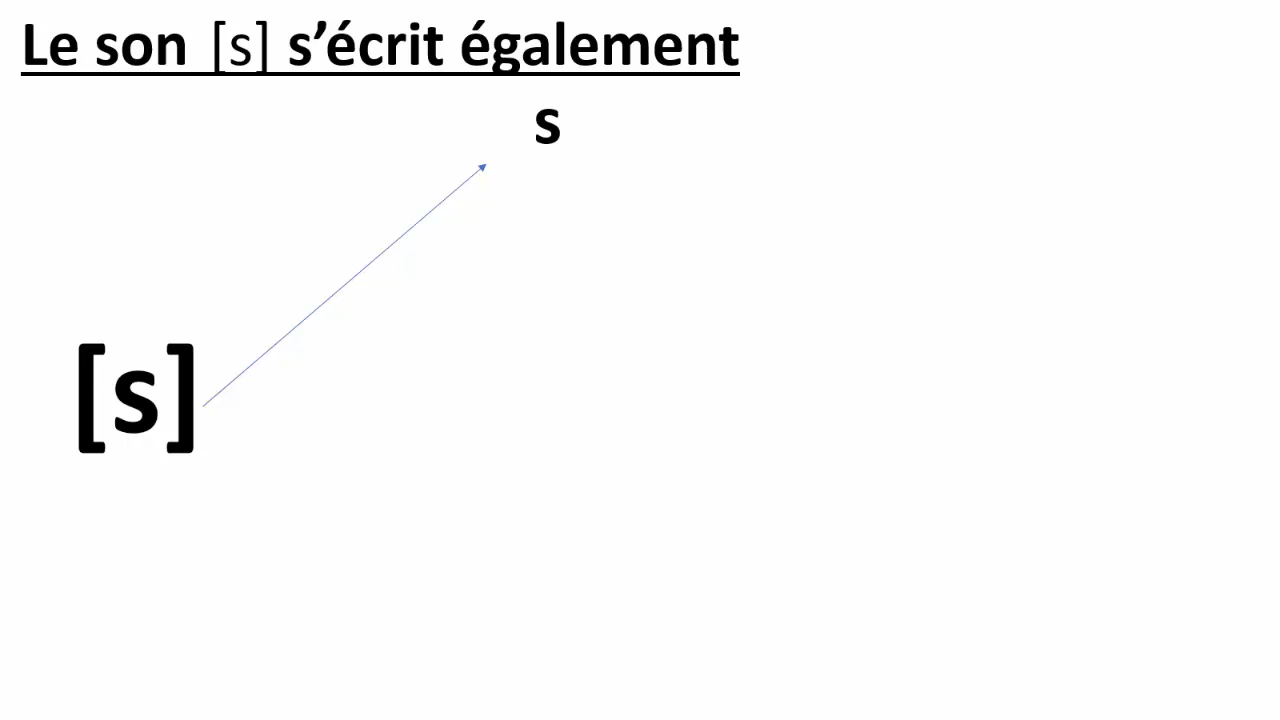 Le son [s] s’écrit également
s
[s]